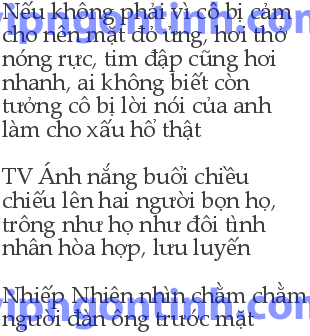 Nếu không phải vì cô bị cảm
cho nên mặt đỏ ửng, hơi thở
nóng rực, tim đập cũng hơi
nhanh, ai không biết còn
tưởng cô bị lời nói của anh
làm cho xấu hổ thật
TV Ánh nắng buổi chiều
chiếu lên hai người bọn họ,
trông như họ như đôi tình
nhân hòa hợp, lưu luyến
Nhiếp Nhiên nhìn chằm chằm
người đàn ông trước mặt